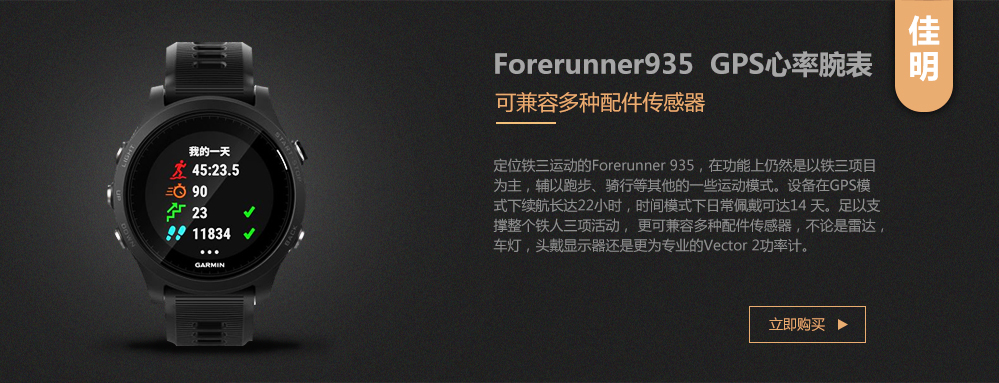 佳明
Forerunner935 GPS心率腕表
可兼容多种配件传感器
定位铁三运动的Forerunner 935，在功能上仍然是以铁三项目
为主，辅以跑步、骑行等其他的一些运动模式。设备在GPS模
式下续航长达22小时，时间模式下日常佩戴可达14 天。足以支
撑整个铁人三项活动， 更可兼容多种配件传感器，不论是雷达，
车灯，头戴显示器还是更为专业的Vector 2功率计。
立即购买
我的一天
45:23.5
90
23
11834
GARMIN
LIGHT
UP